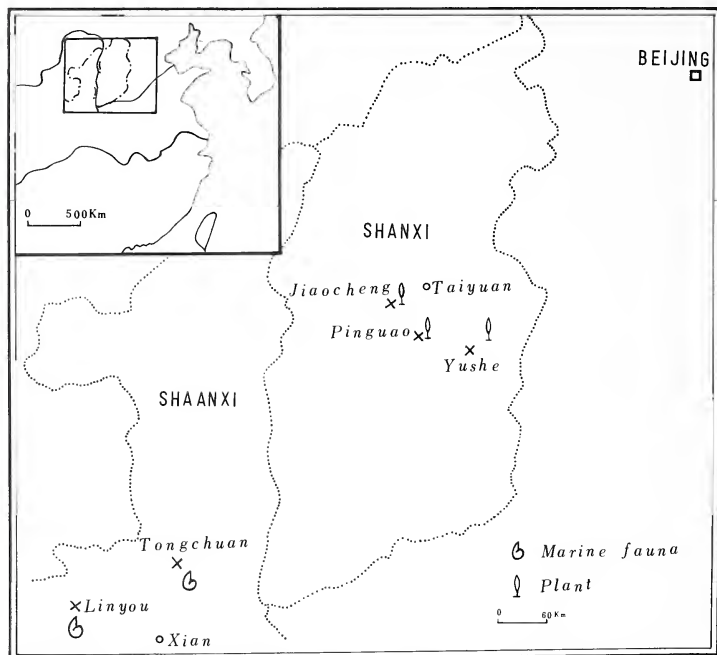 BEIJING
0 500Km
SHANXI
Jiaocheng
Taiyuan
Pinguao
Yushe
SHAANXI
Tongchuan
Marine fauna
Linyou
Plant
Xian
0 60Km